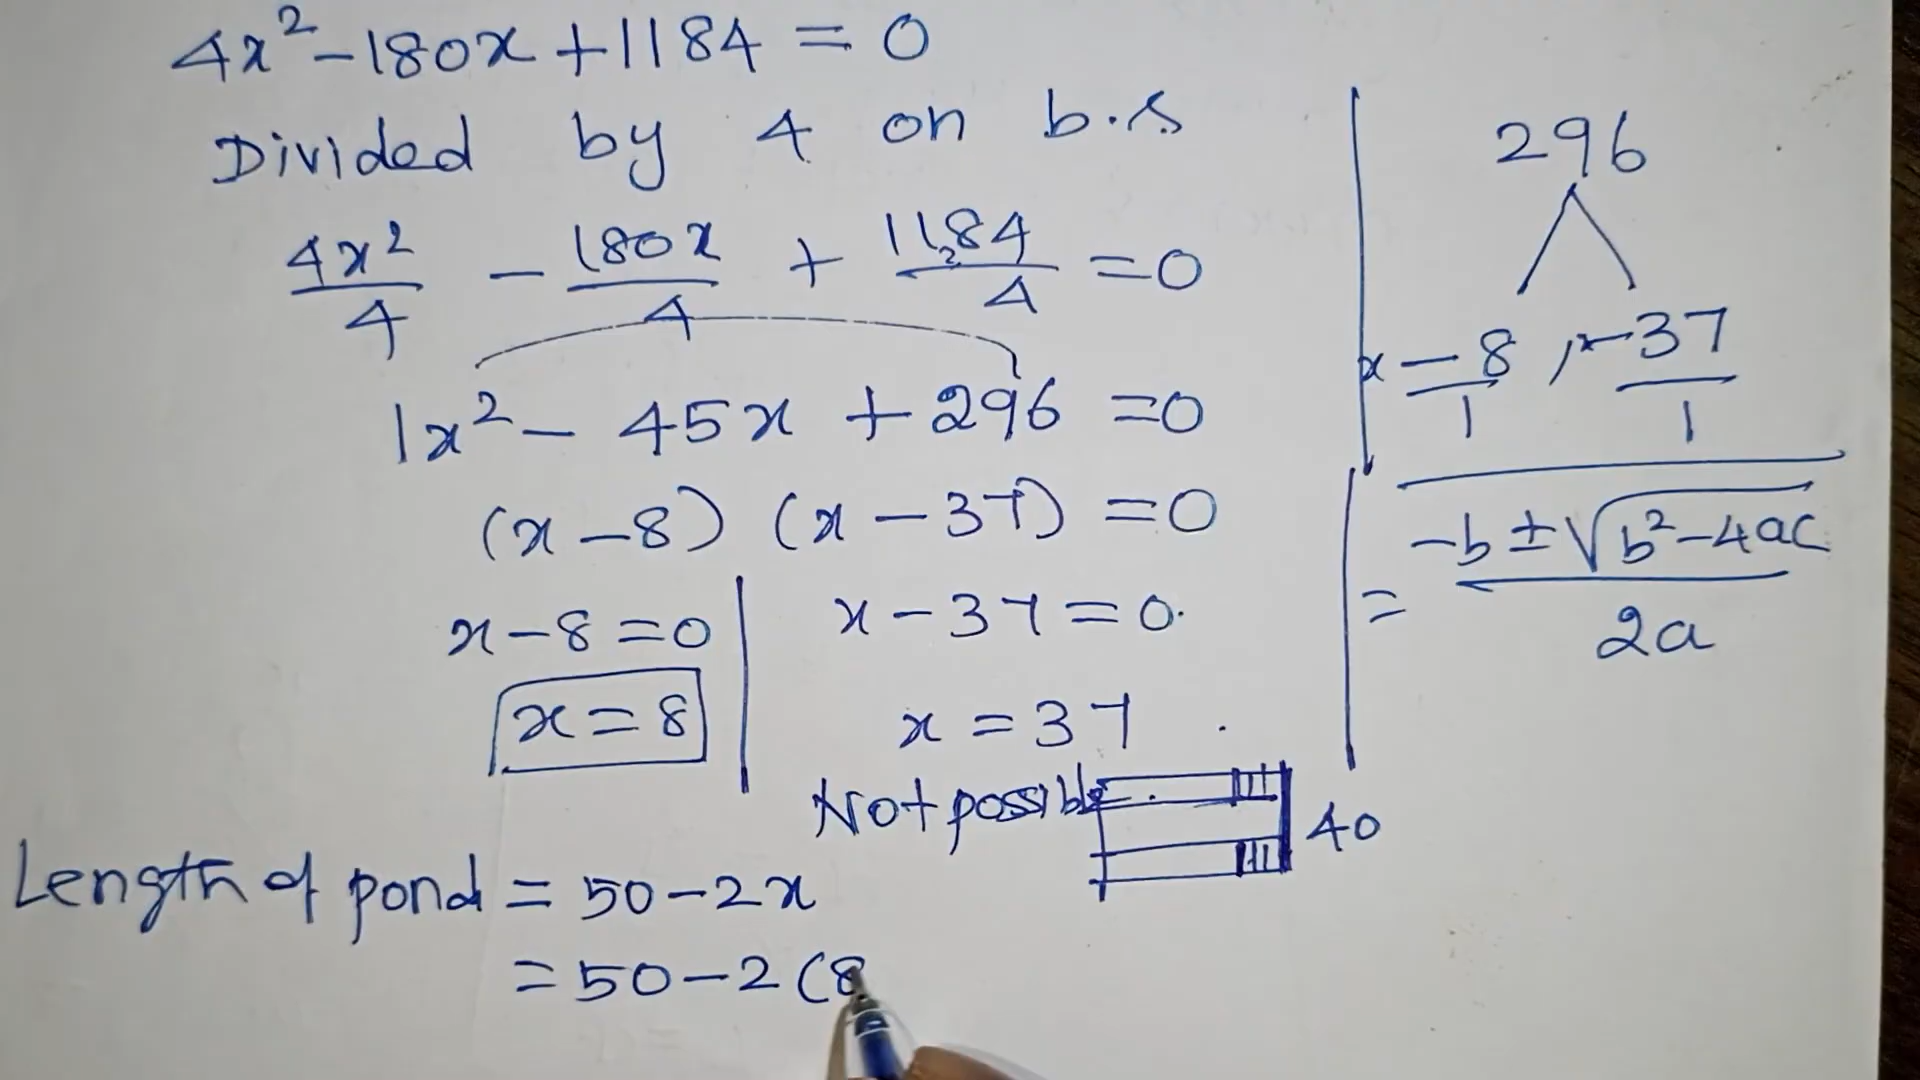 4x² - 180x + 1184 = 0
Divided by 4 on b.s
4x²/4 - 180x/4 + 1184/4 = 0
1x² - 45x + 296 = 0
(x - 8) (x - 37) = 0
x - 8 = 0
x = 8
x - 37 = 0.
x = 37
Not possible.
40
Length of pond = 50 - 2x
= 50 - 2 (8
296
x -8/1 , x -37/1
= -b ± √b² - 4ac / 2a